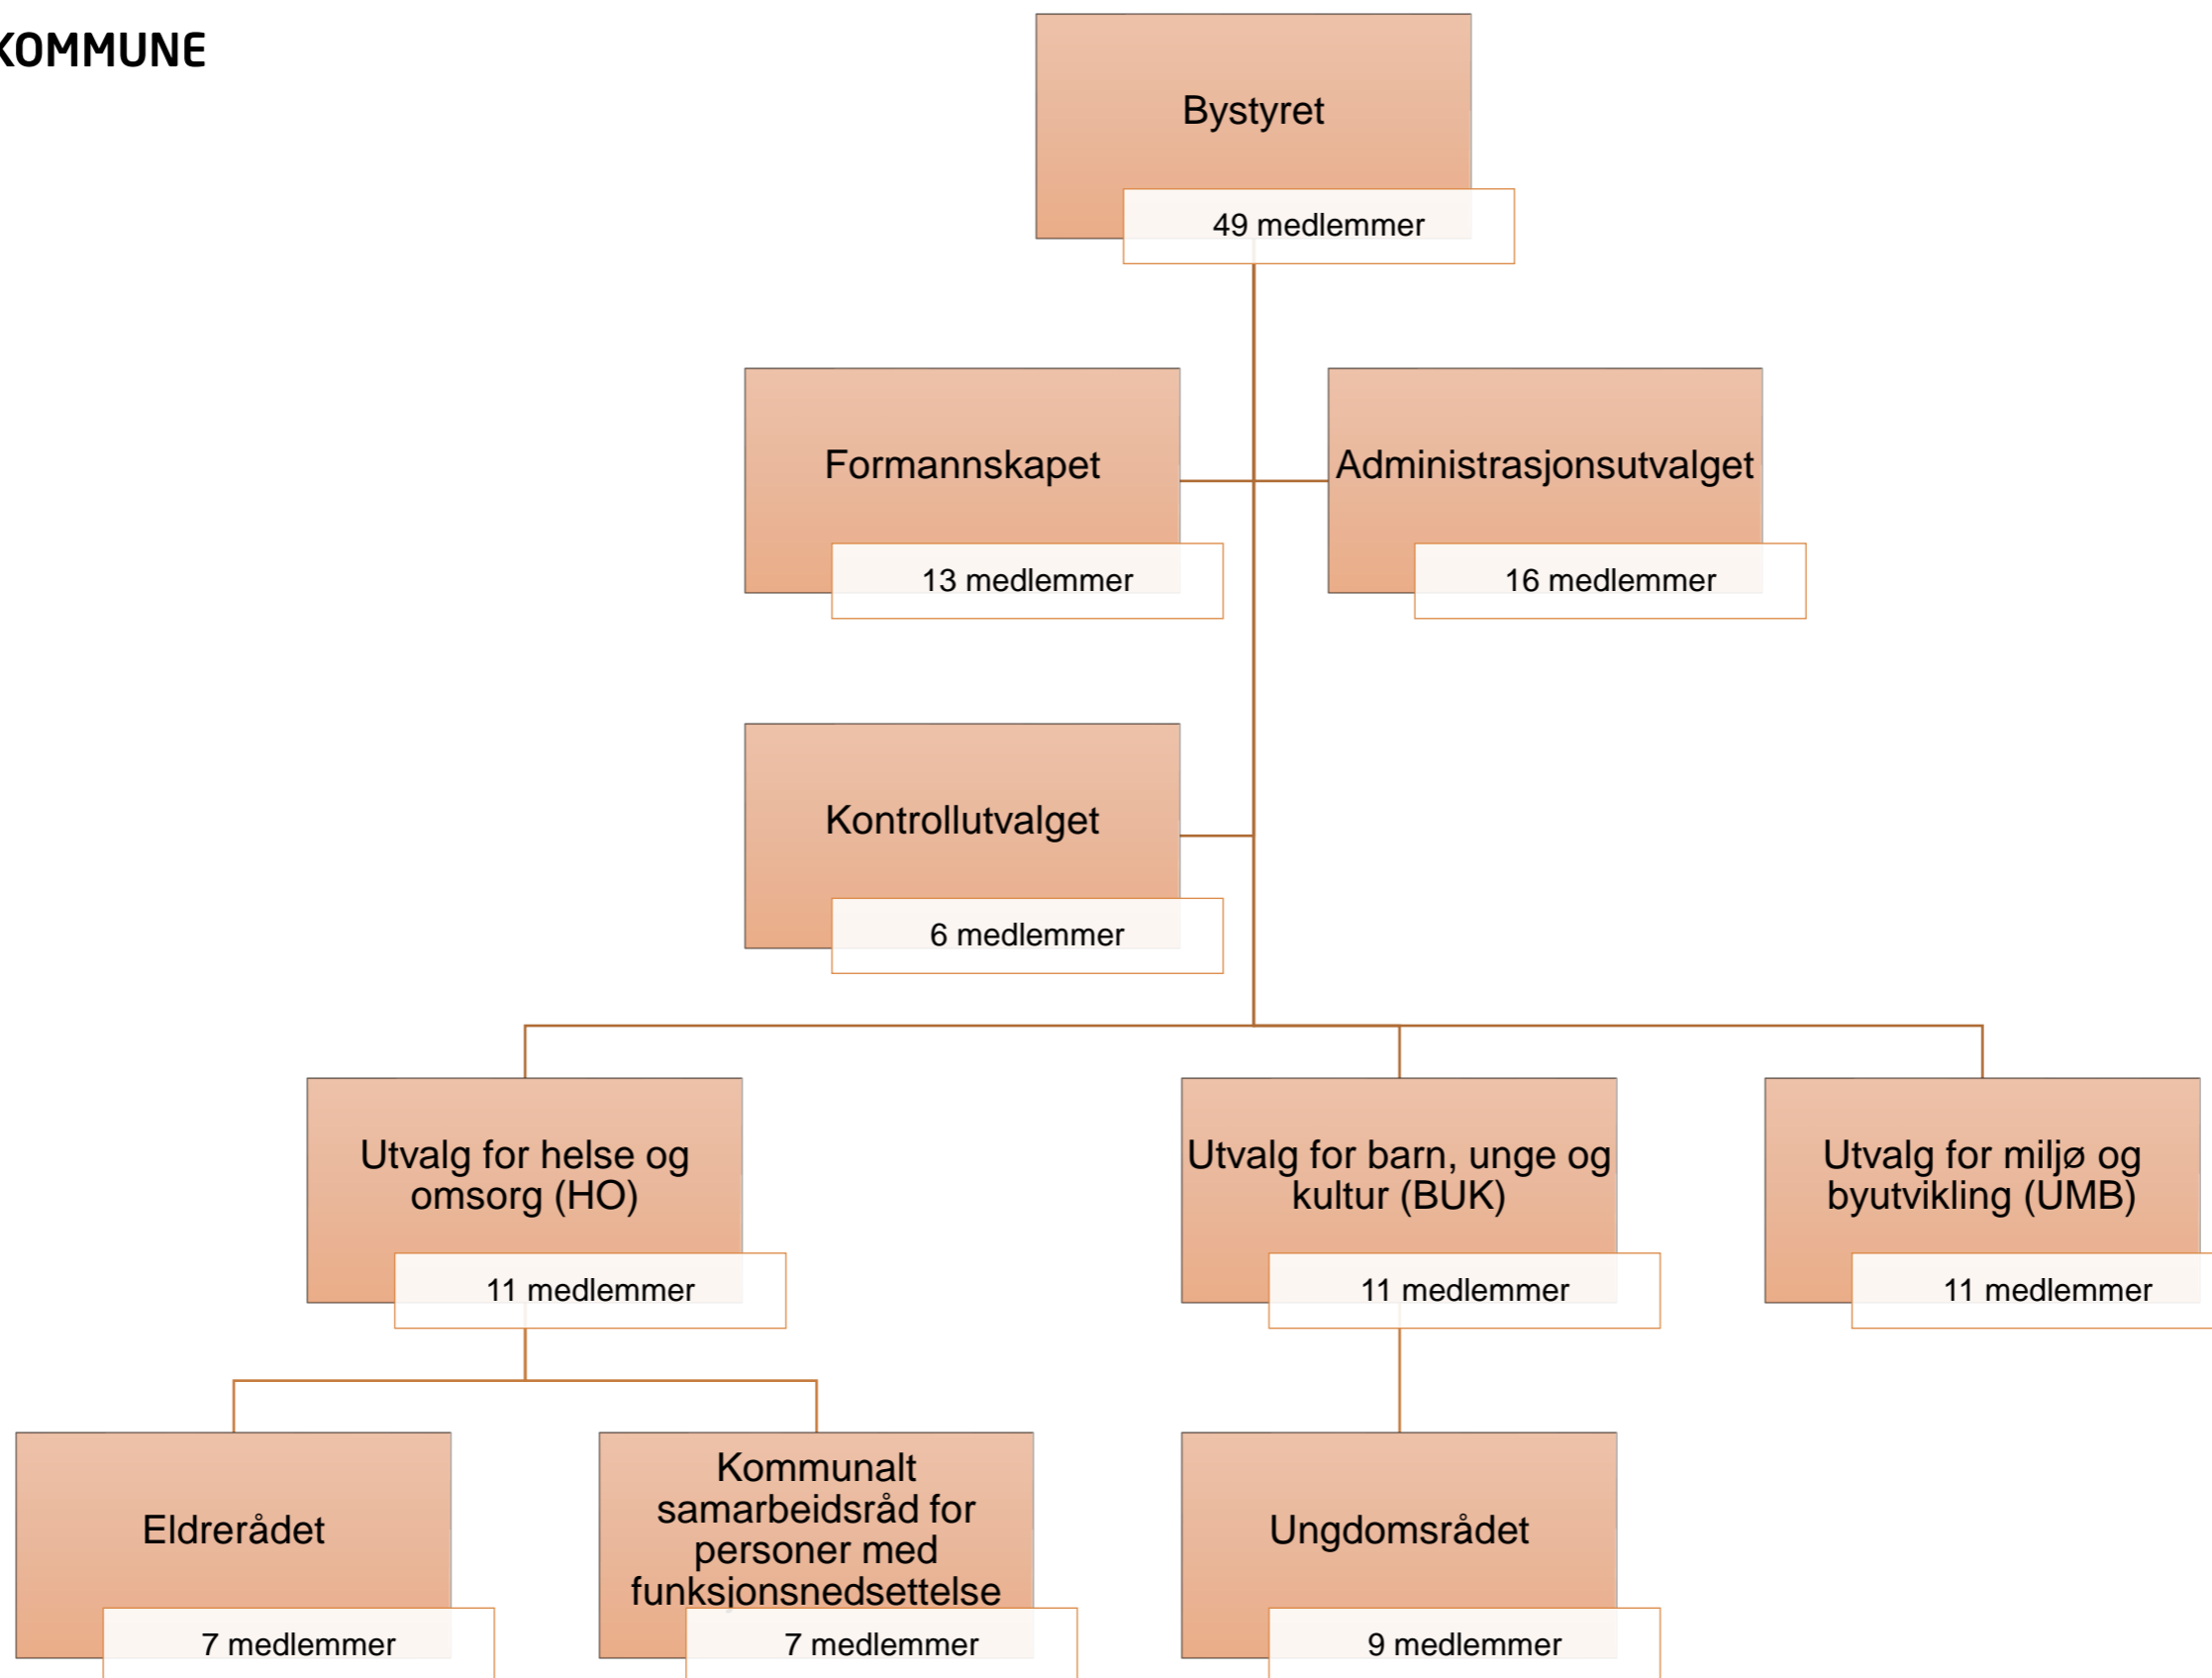 KOMMUNE
Bystyret
49 medlemmer
Formannskapet
13 medlemmer
Administrasjonsutvalget
16 medlemmer
Kontrollutvalget
6 medlemmer
Utvalg for helse og
omsorg (HO)
11 medlemmer
Utvalg for barn, unge og
kultur (BUK)
11 medlemmer
Utvalg for miljø og
byutvikling (UMB)
11 medlemmer
Eldrerådet
7 medlemmer
Kommunalt
samarbeidsråd for
personer med
funksjonsnedsettelse
7 medlemmer
Ungdomsrådet
9 medlemmer